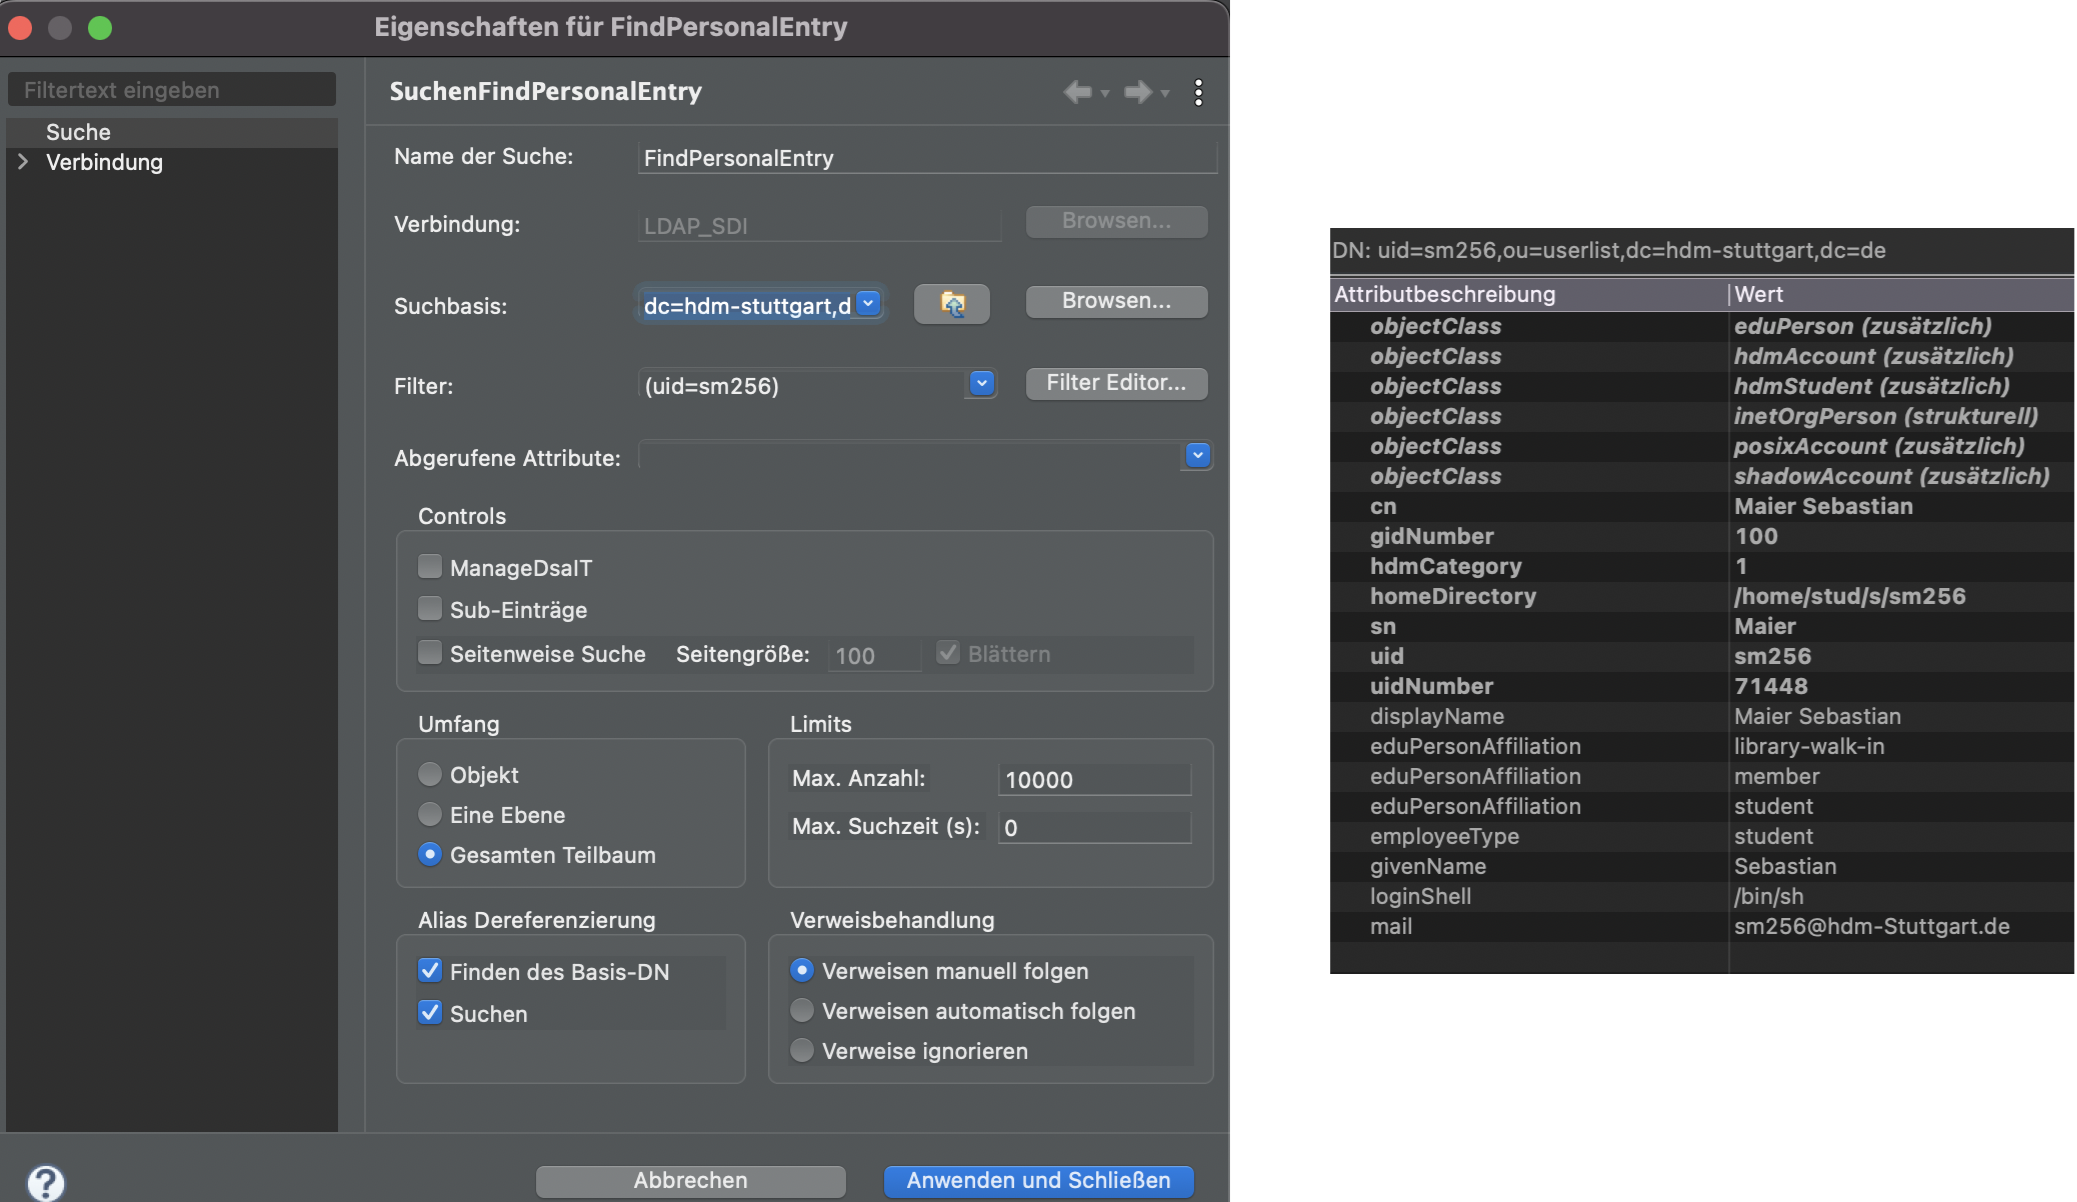 Eigenschaften für FindPersonalEntry
Filtertext eingeben
Suche
Verbindung
SuchenFindPersonalEntry
Name der Suche: FindPersonalEntry
Verbindung: LDAP_SDI Browsen...
Suchbasis: dc=hdm-stuttgart,d Browsen...
Filter: (uid=sm256) Filter Editor...
Abgerufene Attribute:
Controls
ManageDsaIT
Sub-Einträge
Seitenweise Suche Seitengröße: 100 Blättern
Umfang
Objekt
Eine Ebene
Gesamten Teilbaum
Limits
Max. Anzahl: 10000
Max. Suchzeit (s): 0
Alias Dereferenzierung
Finden des Basis-DN
Suchen
Verweisbehandlung
Verweisen manuell folgen
Verweisen automatisch folgen
Verweise ignorieren
? Abbrechen Anwenden und Schließen
DN: uid=sm256,ou=userlist,dc=hdm-stuttgart,dc=de
Attributbeschreibung Wert
objectClass eduPerson (zusätzlich)
objectClass hdmAccount (zusätzlich)
objectClass hdmStudent (zusätzlich)
objectClass inetOrgPerson (strukturell)
objectClass posixAccount (zusätzlich)
objectClass shadowAccount (zusätzlich)
cn Maier Sebastian
gidNumber 100
hdmCategory 1
homeDirectory /home/stud/s/sm256
sn Maier
uid sm256
uidNumber 71448
displayName Maier Sebastian
eduPersonAffiliation library-walk-in
eduPersonAffiliation member
eduPersonAffiliation student
employeeType student
givenName Sebastian
loginShell /bin/sh
mail sm256@hdm-Stuttgart.de